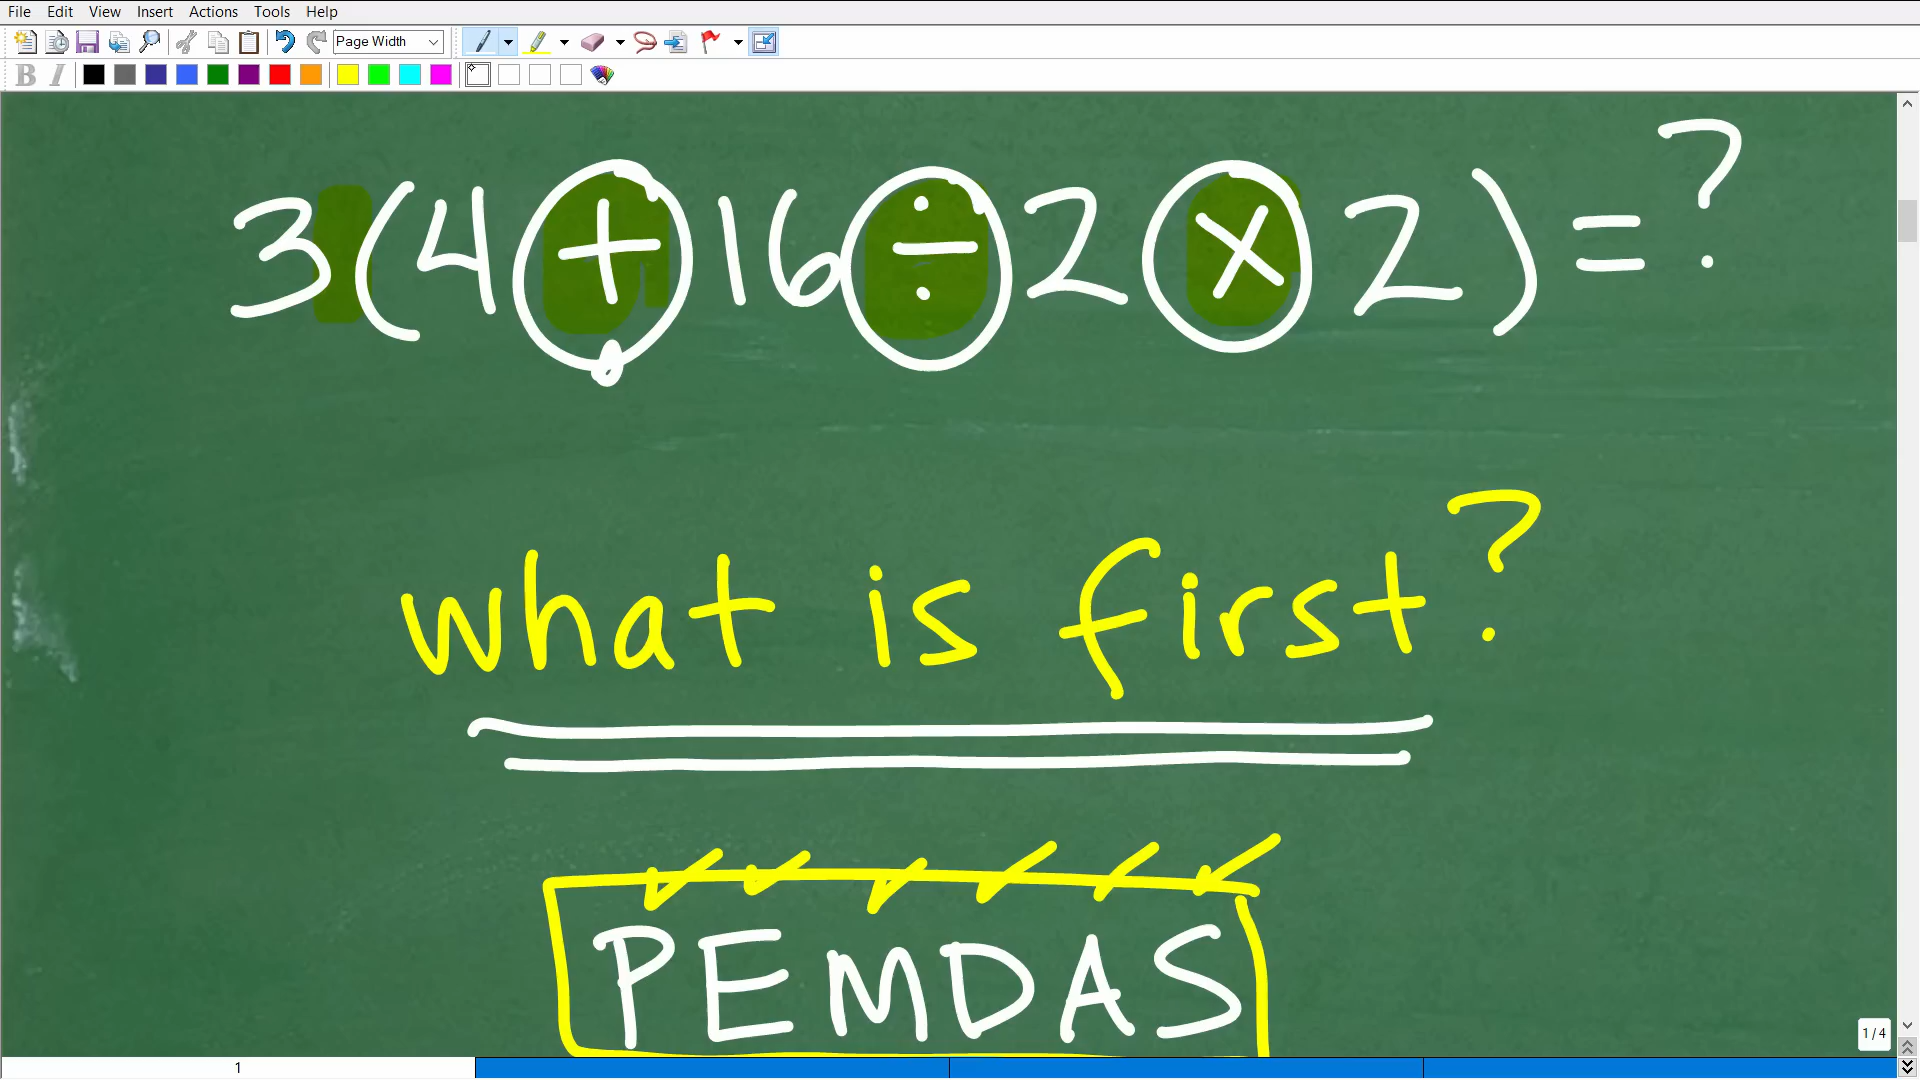 File Edit View Insert Actions Tools Help
Page Width
B I
3(4+16÷2×2)=?
what is first?
PEMDAS
1 / 4
1